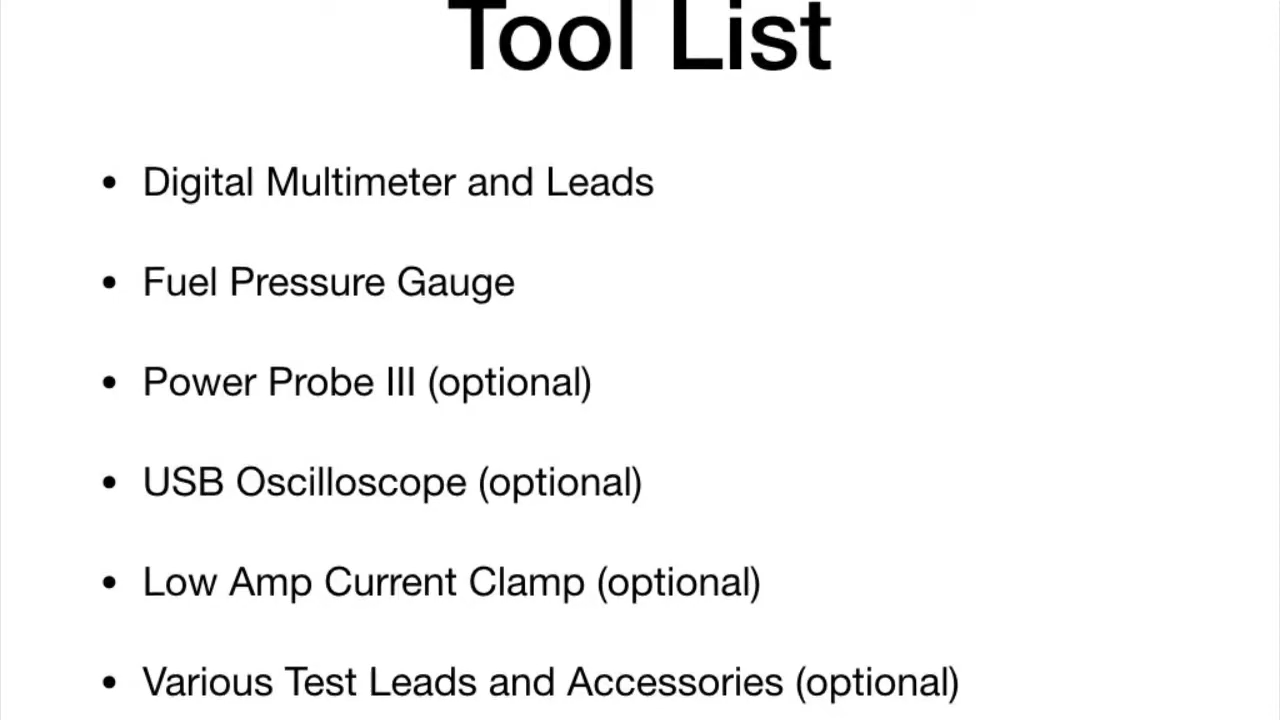 Tool List
• Digital Multimeter and Leads
• Fuel Pressure Gauge
• Power Probe III (optional)
• USB Oscilloscope (optional)
• Low Amp Current Clamp (optional)
• Various Test Leads and Accessories (optional)